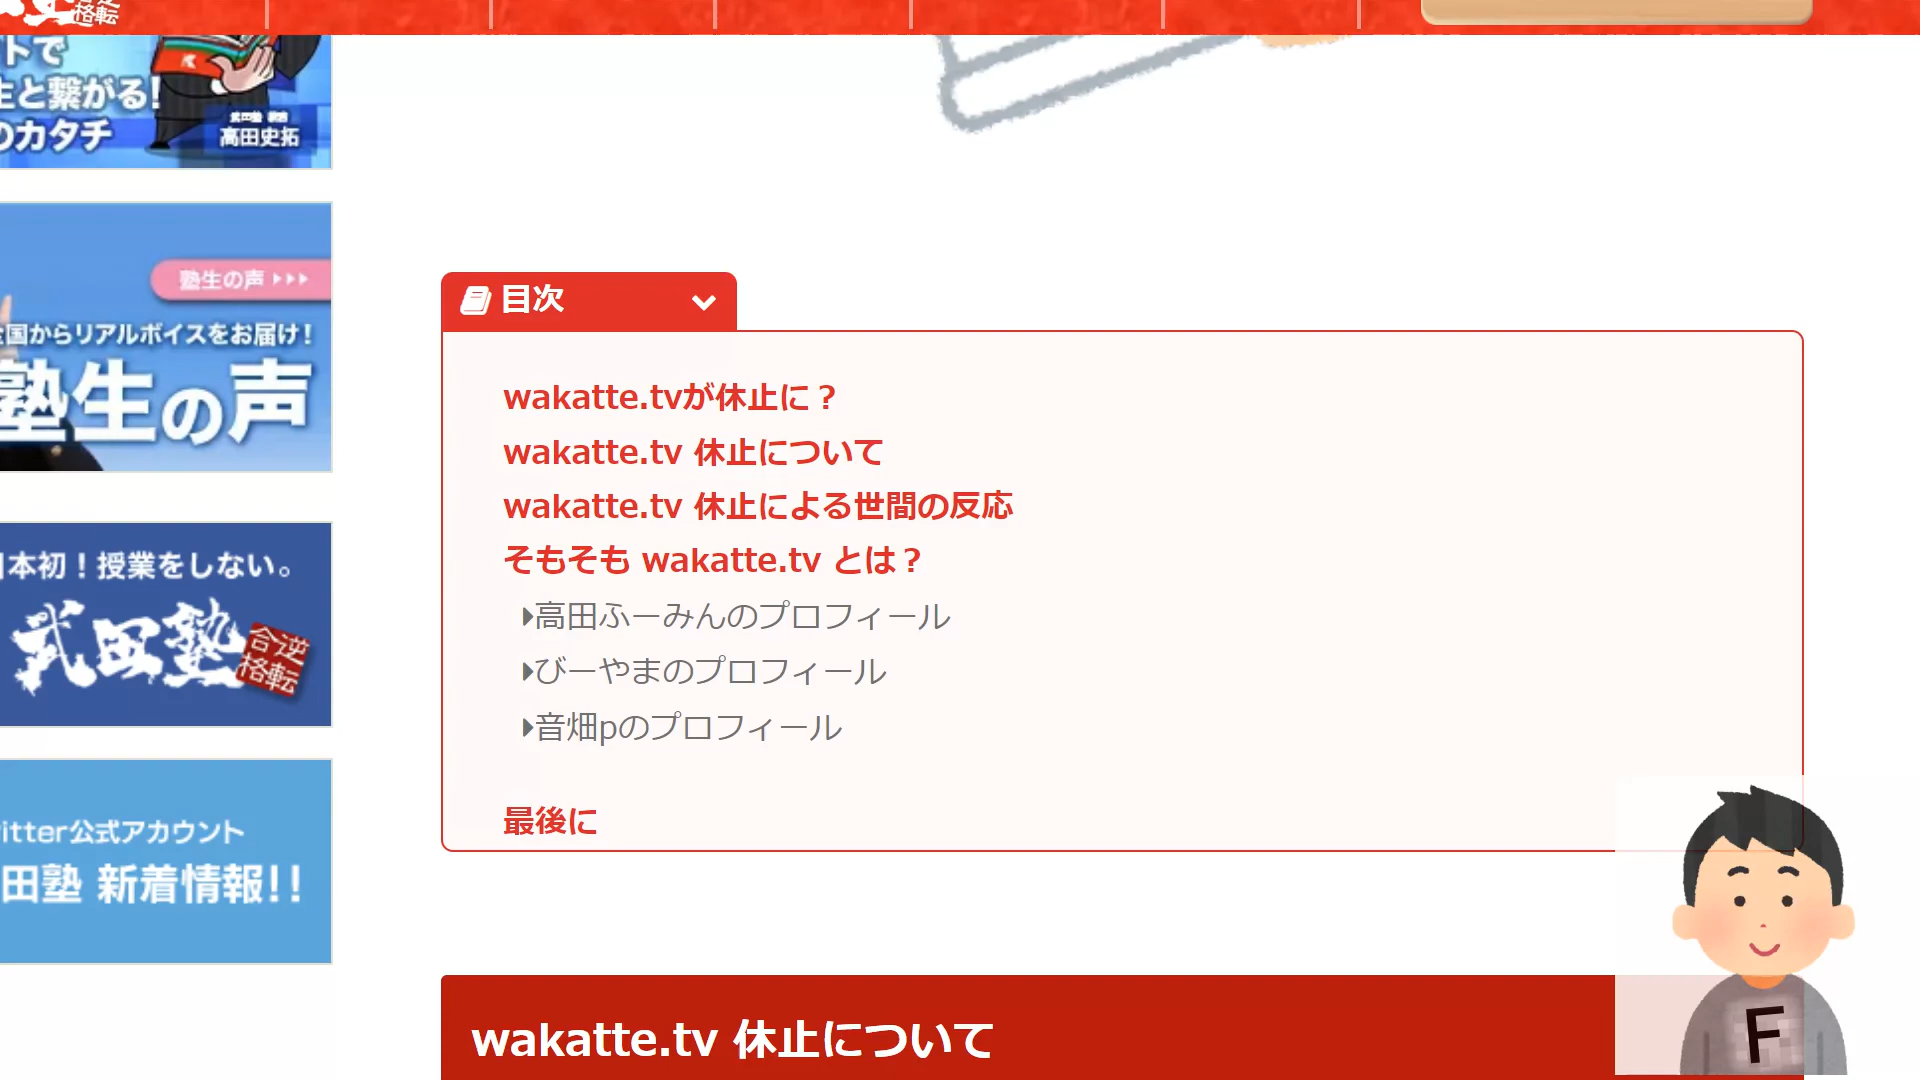 合格
逆転
トで
生と繋がる!
のカタチ
高田史拓
塾生の声
全国からリアルボイスをお届け!
塾生の声
日本初!授業をしない。
武田塾
逆転
合格
itter公式アカウント
田塾 新着情報!!
目次
wakatte.tvが休止に?
wakatte.tv 休止について
wakatte.tv 休止による世間の反応
そもそも wakatte.tv とは?
高田ふーみんのプロフィール
びーやまのプロフィール
音畑pのプロフィール
最後に
wakatte.tv 休止について
F